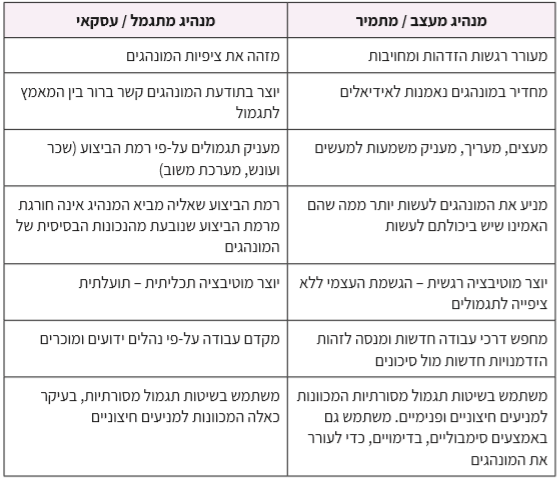 מנהיג מעצב / מתמיר
מנהיג מתגמל / עסקאי
מעורר רגשות הזדהות ומחויבות
מזהה את ציפיות המונהגים
מחדיר במונהגים נאמנות לאידיאלים
יוצר בתודעת המונהגים קשר ברור בין המאמץ
לתגמול
מעצים, מעריך, מעניק משמעות למעשים
מעניק תגמולים על-פי רמת הביצוע (שכר
ועונש, מערכת משוב)
מניע את המונהגים לעשות יותר ממה שהם
האמינו שיש ביכולתם לעשות
רמת הביצוע שאליה מביא המנהיג אינה חורגת
מרמת הביצוע שנובעת מהנכונות הבסיסית של
המונהגים
יוצר מוטיבציה רגשית – הגשמת העצמי ללא
ציפייה לתגמולים
יוצר מוטיבציה תכליתית – תועלתית
מחפש דרכי עבודה חדשות ומנסה לזהות
הזדמנויות חדשות מול סיכונים
מקדם עבודה על-פי נהלים ידועים ומוכרים
משתמש בשיטות תגמול מסורתיות המכוונות
למניעים חיצוניים ופנימיים. משתמש גם
באמצעים סימבוליים, בדימויים, כדי לעורר
את המונהגים
משתמש בשיטות תגמול מסורתיות, בעיקר
כאלה המכוונות למניעים חיצוניים